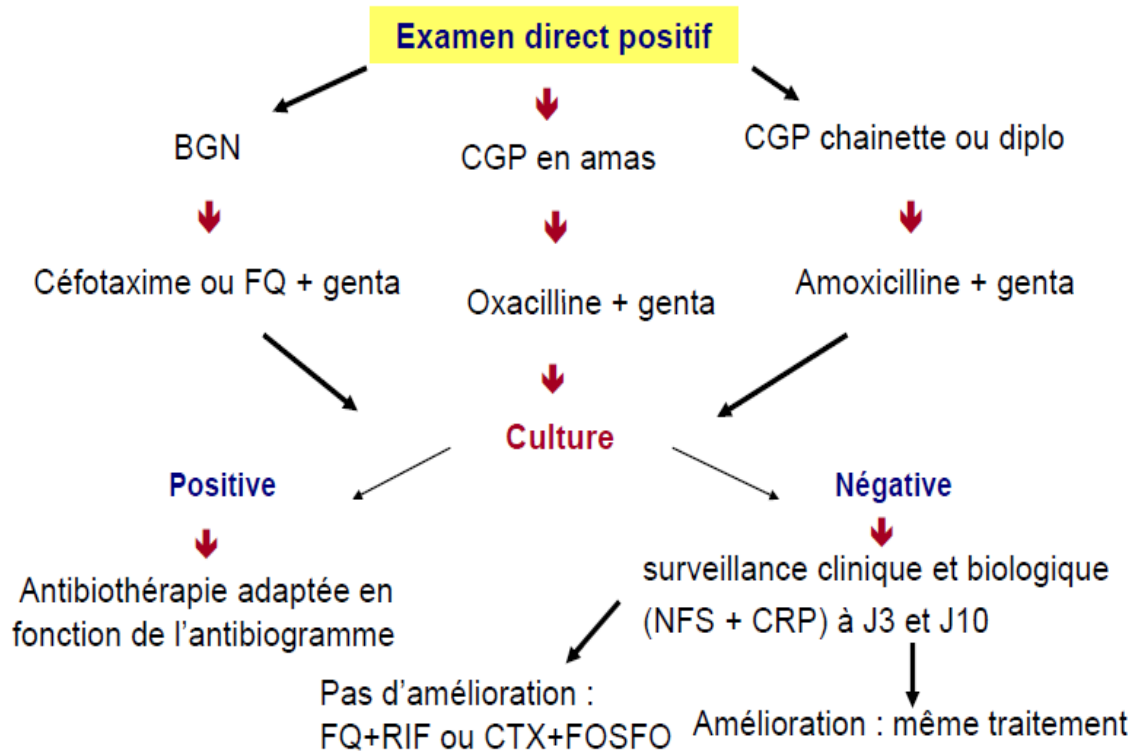 Examen direct positif
BGN
CGP en amas
CGP chainette ou diplo
Céfotaxime ou FQ + genta
Oxacilline + genta
Amoxicilline + genta
Culture
Positive
Négative
Antibiothérapie adaptée en
fonction de l'antibiogramme
surveillance clinique et biologique
(NFS + CRP) à J3 et J10
Pas d'amélioration :
FQ+RIF ou CTX+FOSFO
Amélioration : même traitement